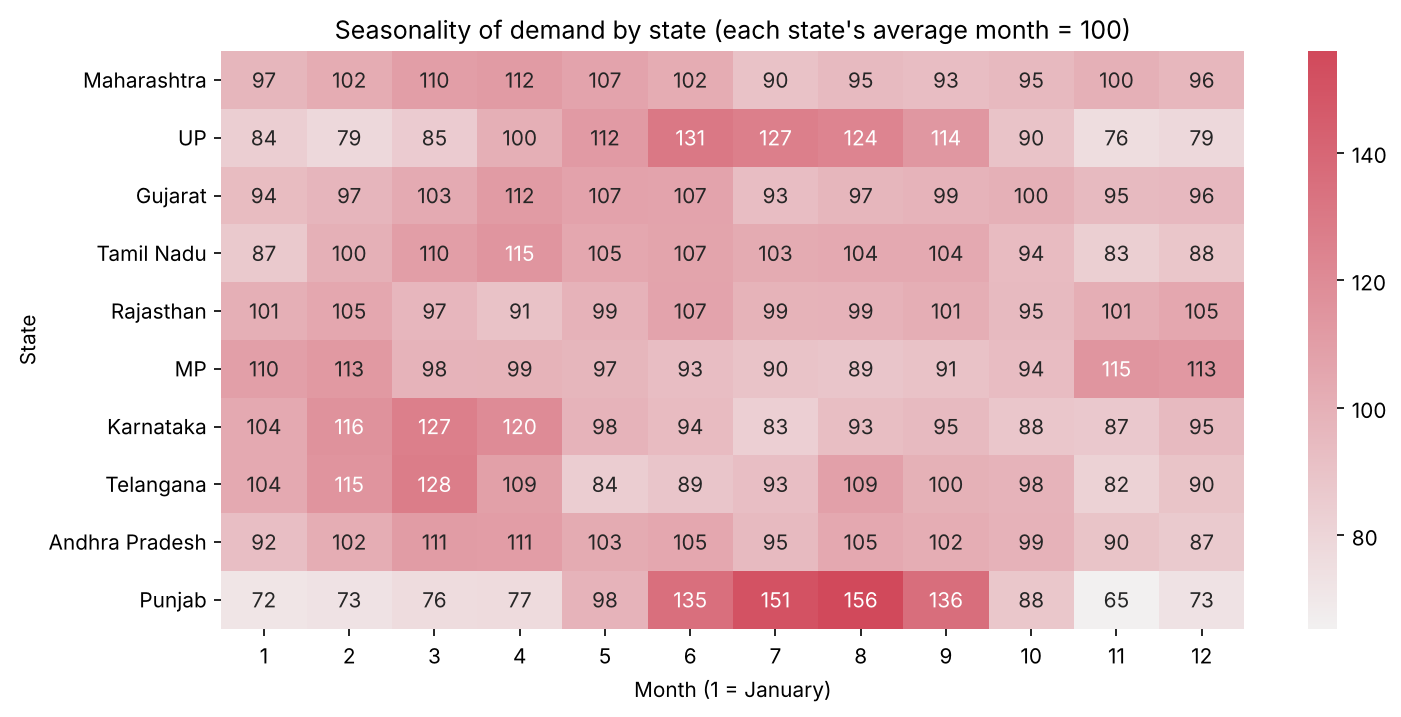 Seasonality of demand by state (each state's average month = 100)
State
Maharashtra 97 102 110 112 107 102 90 95 93 95 100 96
UP 84 79 85 100 112 131 127 124 114 90 76 79
Gujarat 94 97 103 112 107 107 93 97 99 100 95 96
Tamil Nadu 87 100 110 115 105 107 103 104 104 94 83 88
Rajasthan 101 105 97 91 99 107 99 99 101 95 101 105
MP 110 113 98 99 97 93 90 89 91 94 115 113
Karnataka 104 116 127 120 98 94 83 93 95 88 87 95
Telangana 104 115 128 109 84 89 93 109 100 98 82 90
Andhra Pradesh 92 102 111 111 103 105 95 105 102 99 90 87
Punjab 72 73 76 77 98 135 151 156 136 88 65 73
1 2 3 4 5 6 7 8 9 10 11 12
Month (1 = January)
140
120
100
80